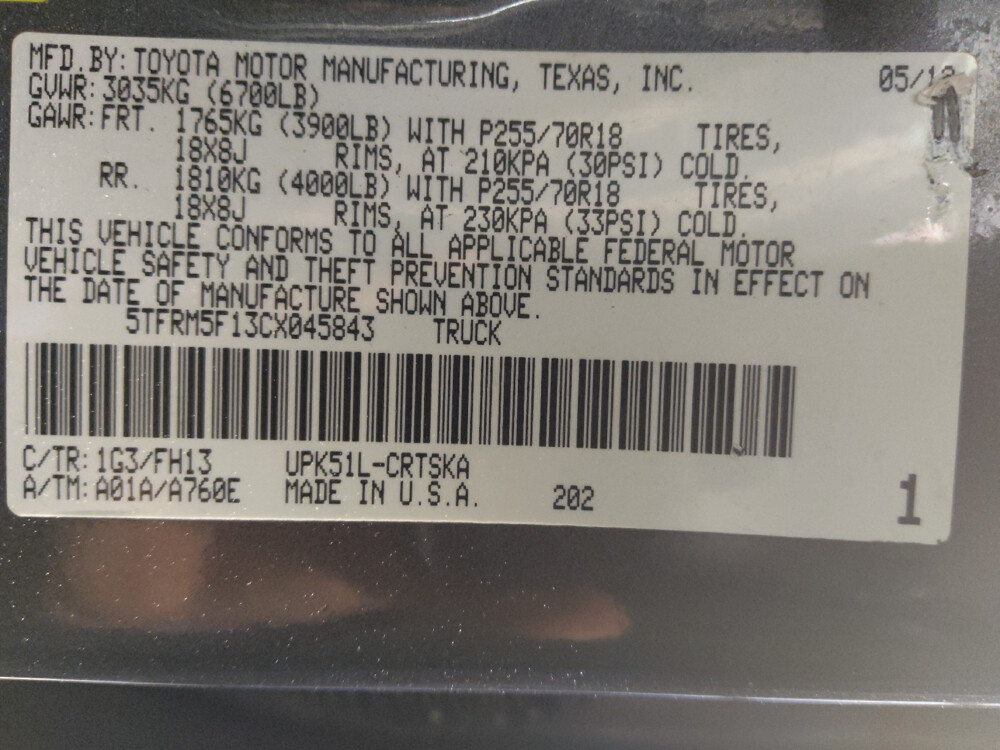 MFD.BY: TOYOTA MOTOR MANUFACTURING, TEXAS, INC. 05/12
GVWR: 3035KG (6700LB)
GAWR: FRT. 1765KG (3900LB) WITH P255/70R18 TIRES,
18X8J RIMS, AT 210KPA (30PSI) COLD.
RR. 1810KG (4000LB) WITH P255/70R18 TIRES,
18X8J RIMS, AT 230KPA (33PSI) COLD.
THIS VEHICLE CONFORMS TO ALL APPLICABLE FEDERAL MOTOR
VEHICLE SAFETY AND THEFT PREVENTION STANDARDS IN EFFECT ON
THE DATE OF MANUFACTURE SHOWN ABOVE.
5TFRM5F13CX045843 TRUCK
C/TR: 1G3/FH13 UPK51L-CRTSKA
A/TM: A01A/A760E MADE IN U.S.A. 202 1